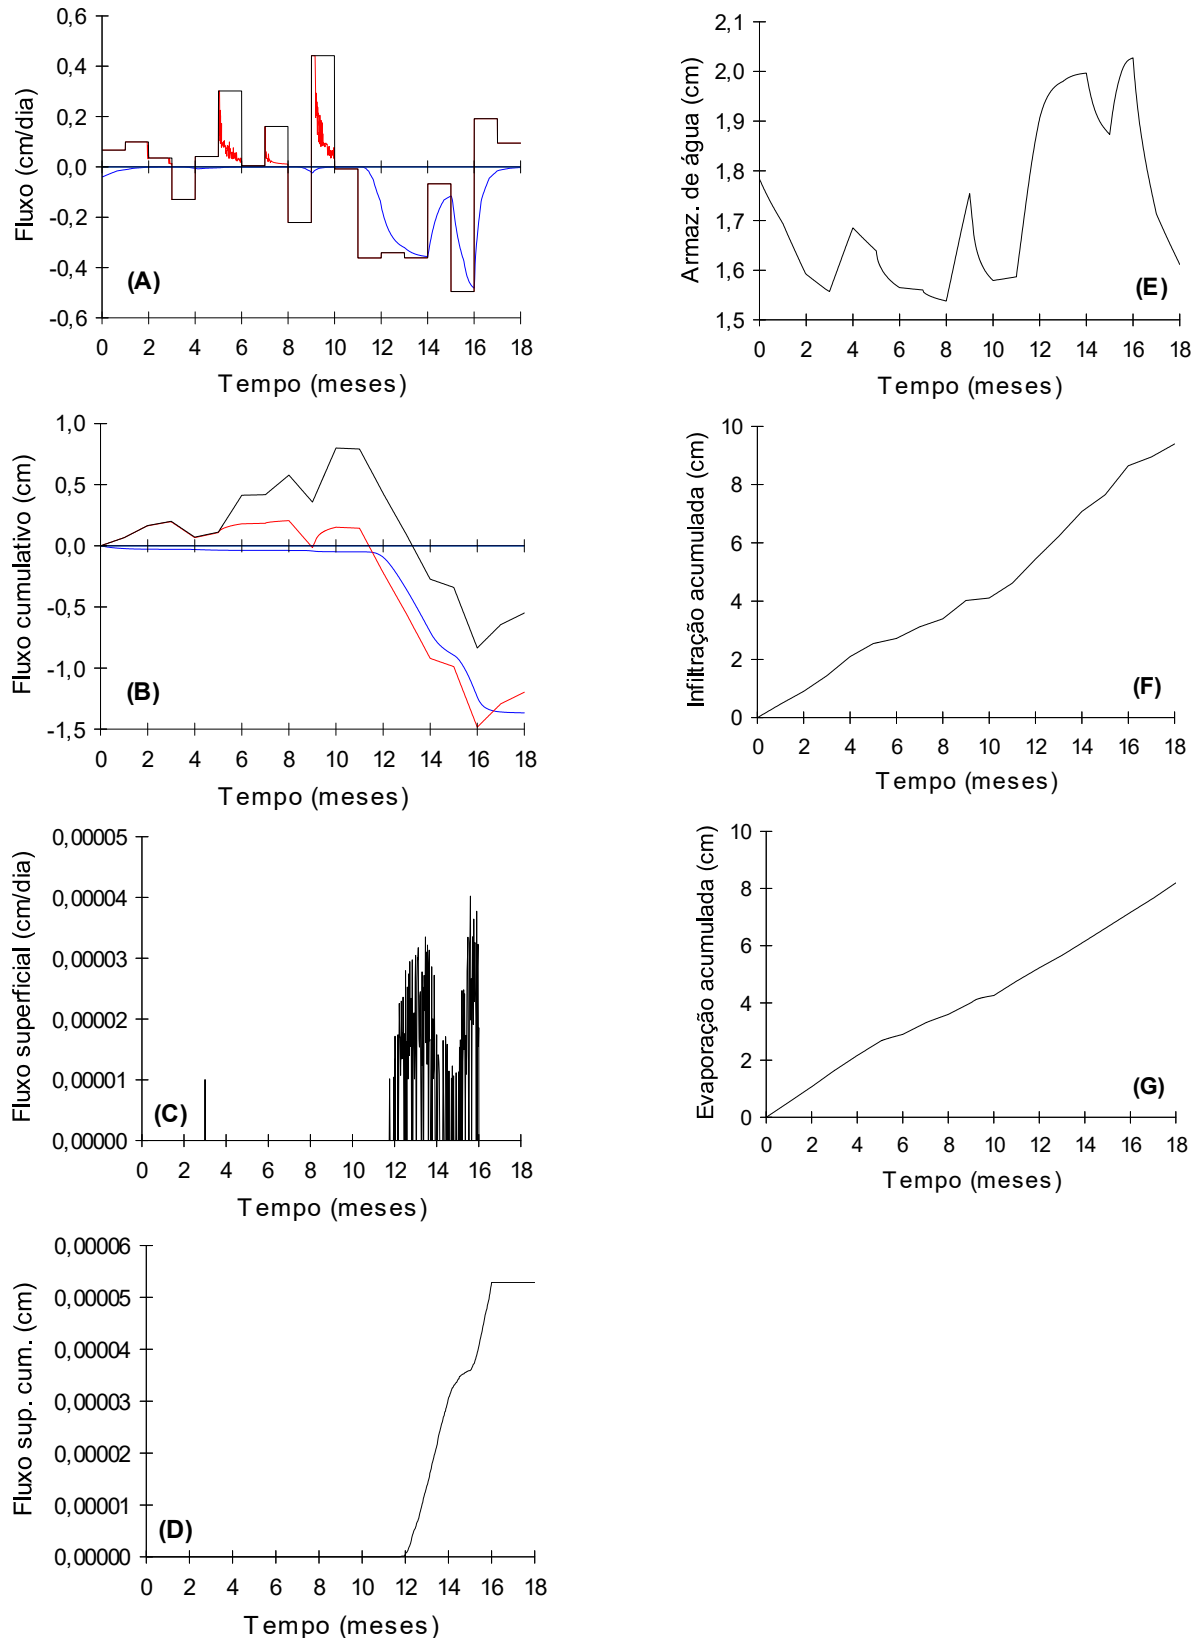 0,6
0,4
0,2
0,0
-0,2
-0,4
-0,6
Fluxo (cm/dia)
(A)
0 2 4 6 8 10 12 14 16 18
Tempo (meses)
1,0
0,5
0,0
-0,5
-1,0
-1,5
Fluxo cumulativo (cm)
(B)
0 2 4 6 8 10 12 14 16 18
Tempo (meses)
0,00005
0,00004
0,00003
0,00002
0,00001
0,00000
Fluxo superficial (cm/dia)
(C)
0 2 4 6 8 10 12 14 16 18
Tempo (meses)
0,00006
0,00005
0,00004
0,00003
0,00002
0,00001
0,00000
Fluxo sup. cum. (cm)
(D)
0 2 4 6 8 10 12 14 16 18
Tempo (meses)
2,1
2,0
1,9
1,8
1,7
1,6
1,5
Armaz. de água (cm)
(E)
0 2 4 6 8 10 12 14 16 18
Tempo (meses)
10
8
6
4
2
0
Infiltração acumulada (cm)
(F)
0 2 4 6 8 10 12 14 16 18
Tempo (meses)
10
8
6
4
2
0
Evaporação acumulada (cm)
(G)
0 2 4 6 8 10 12 14 16 18
Tempo (meses)